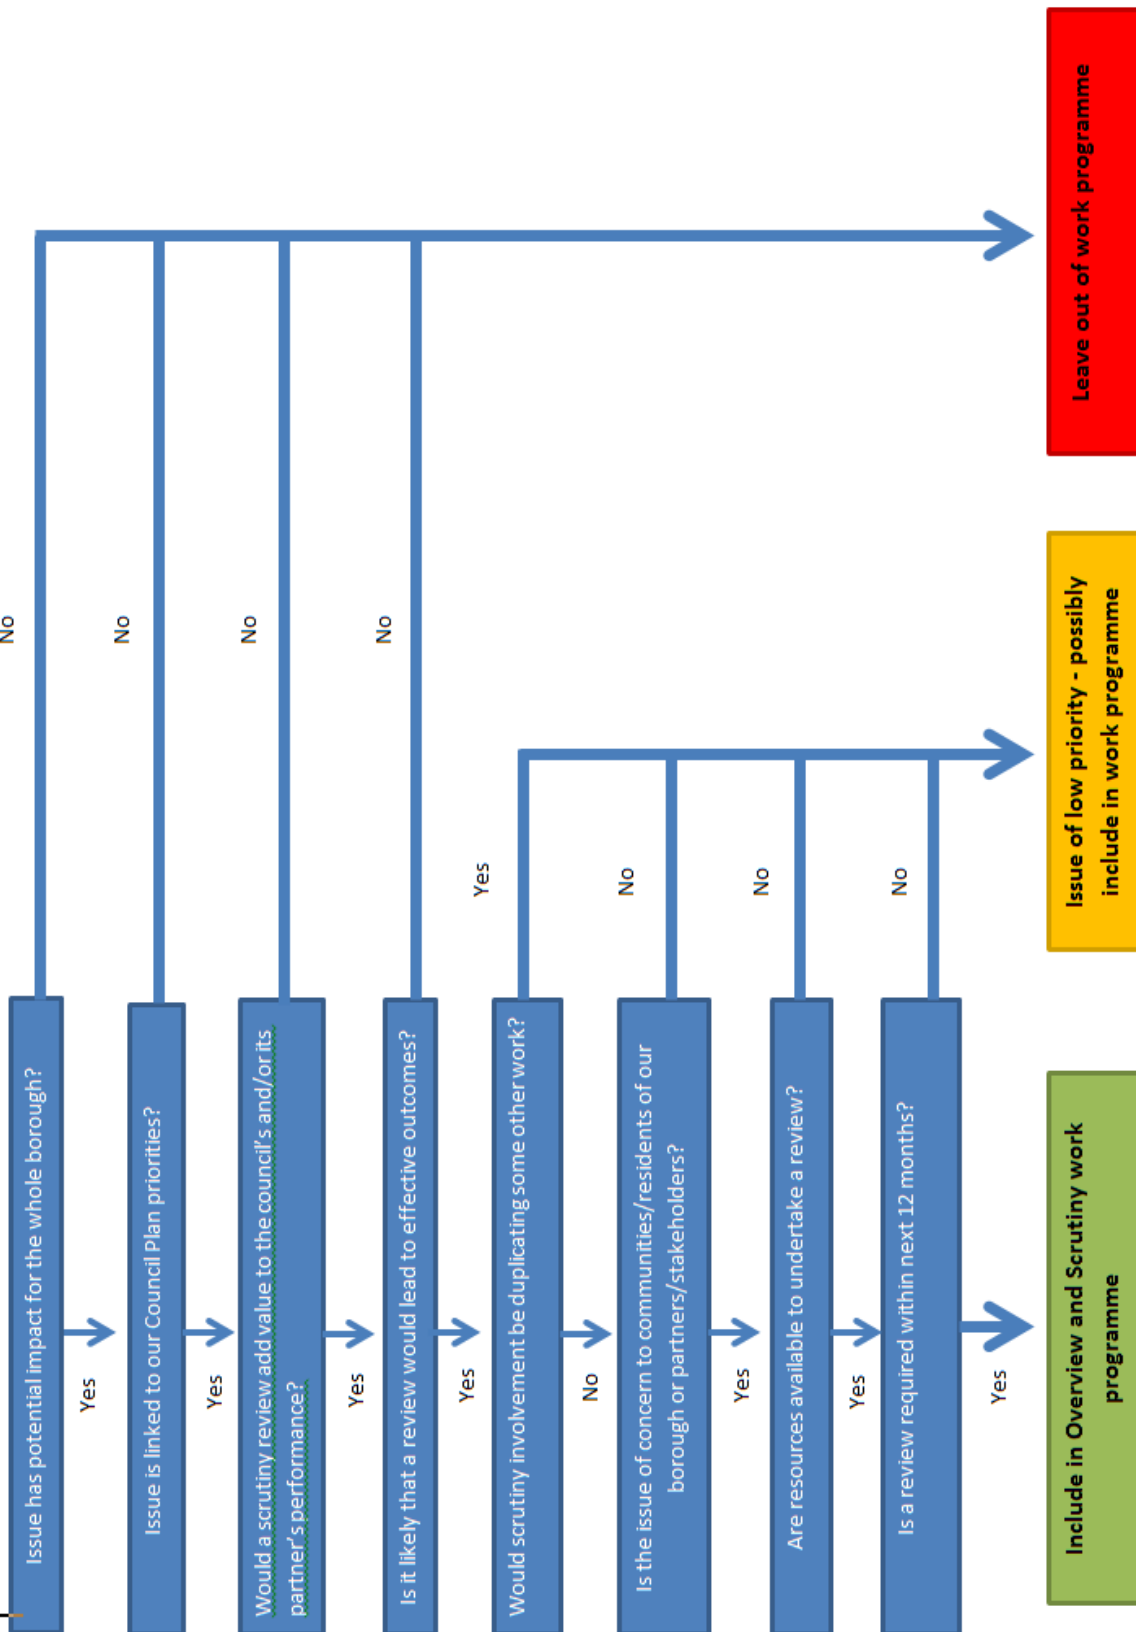 Issue has potential impact for the whole borough?
No
Yes
Issue is linked to our Council Plan priorities?
No
Yes
Would a scrutiny review add value to the council's and/or its
partner's performance?
No
Yes
Is it likely that a review would lead to effective outcomes?
No
Yes
Would scrutiny involvement be duplicating some other work?
Yes
No
Is the issue of concern to communities/residents of our
borough or partners/stakeholders?
No
Yes
Are resources available to undertake a review?
No
Yes
Is a review required within next 12 months?
No
Yes
Include in Overview and Scrutiny work
programme
Issue of low priority - possibly
include in work programme
Leave out of work programme